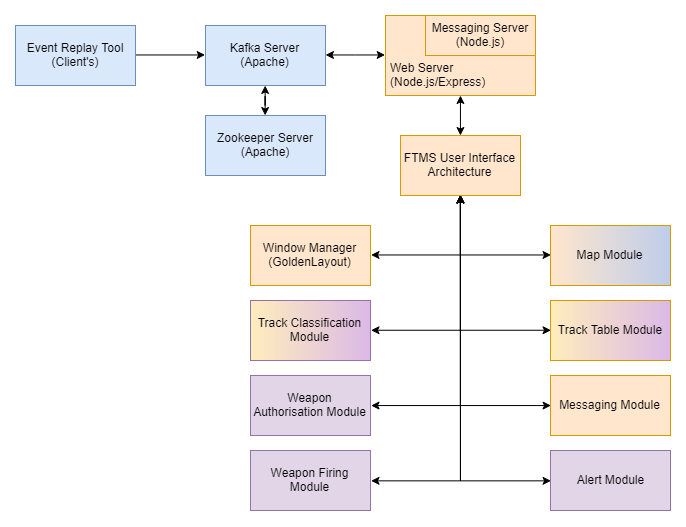 Event Replay Tool
(Client's)
Kafka Server
(Apache)
Messaging Server
(Node.js)
Web Server
(Node.js/Express)
Zookeeper Server
(Apache)
FTMS User Interface
Architecture
Window Manager
(GoldenLayout)
Map Module
Track Classification
Module
Track Table Module
Weapon
Authorisation Module
Messaging Module
Weapon Firing
Module
Alert Module